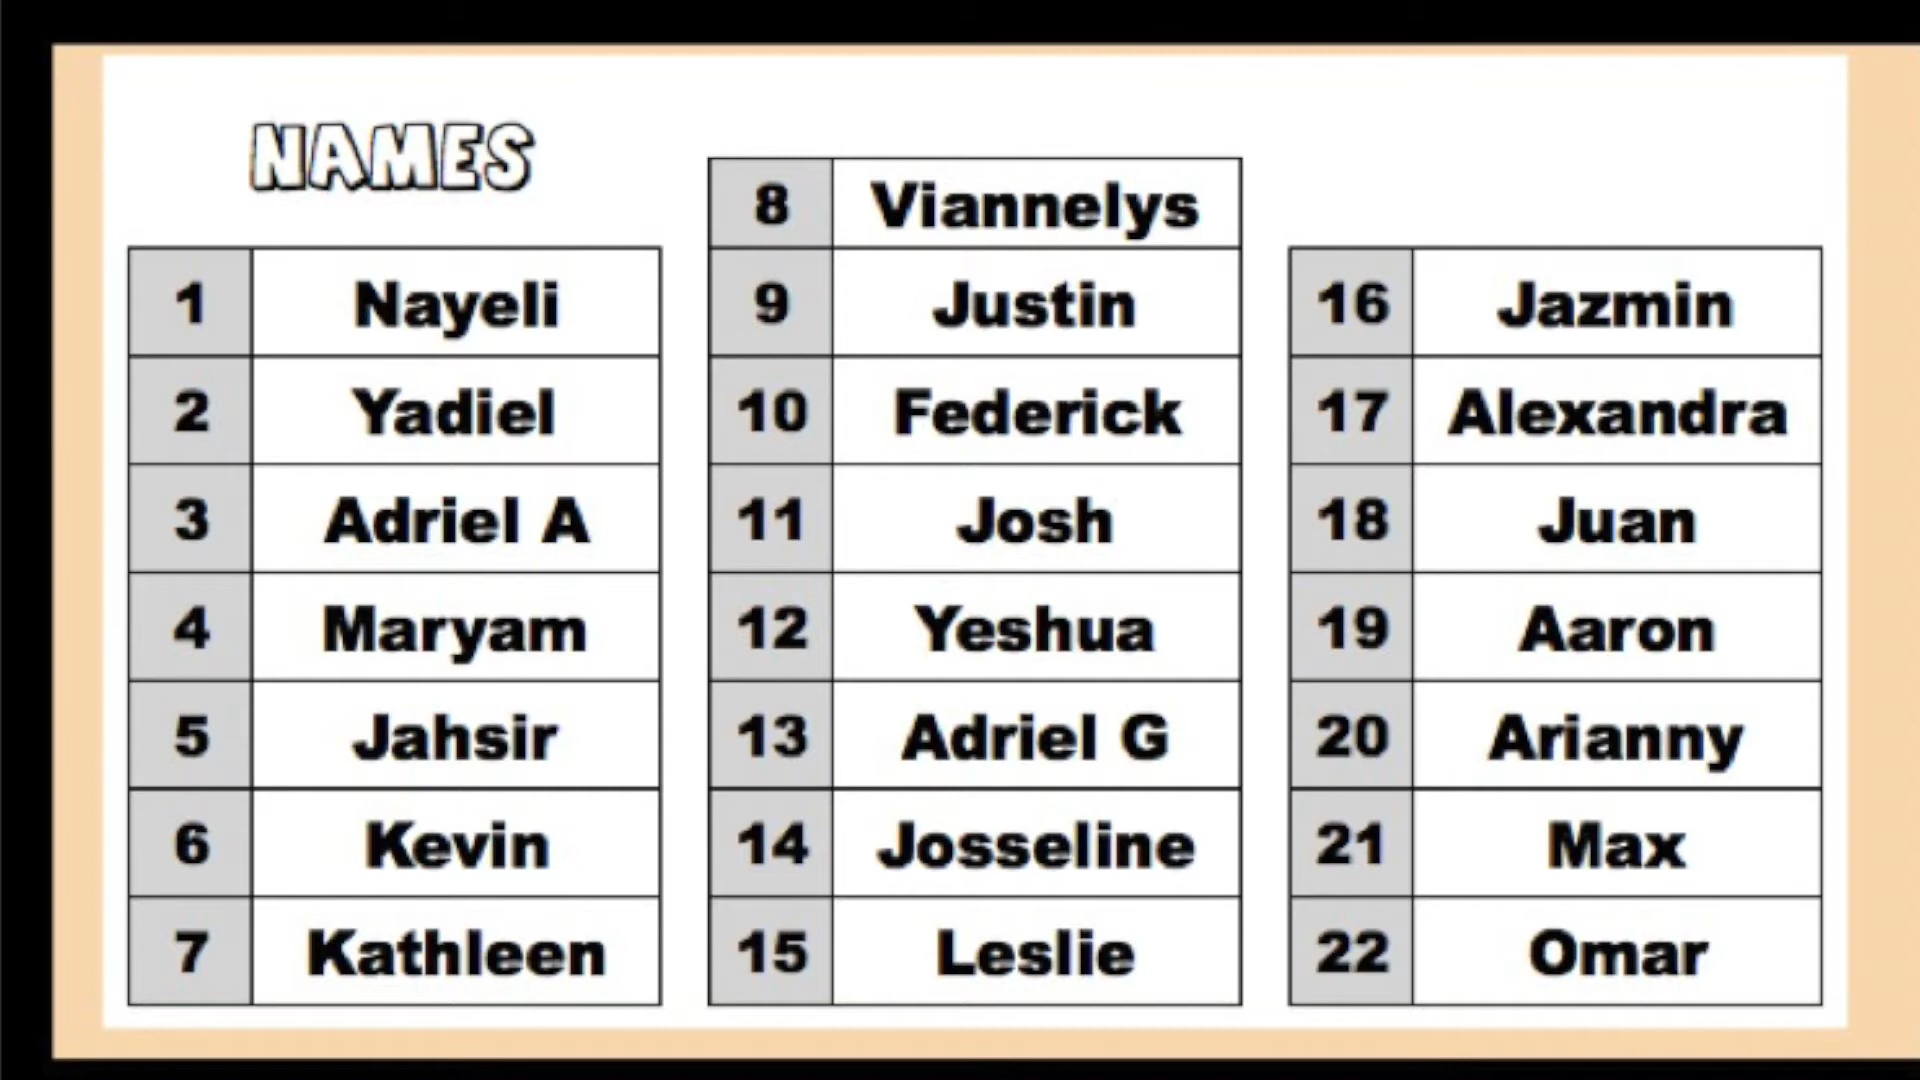 NAMES
1 Nayeli
2 Yadiel
3 Adriel A
4 Maryam
5 Jahsir
6 Kevin
7 Kathleen
8 Viannelys
9 Justin
10 Federick
11 Josh
12 Yeshua
13 Adriel G
14 Josseline
15 Leslie
16 Jazmin
17 Alexandra
18 Juan
19 Aaron
20 Arianny
21 Max
22 Omar